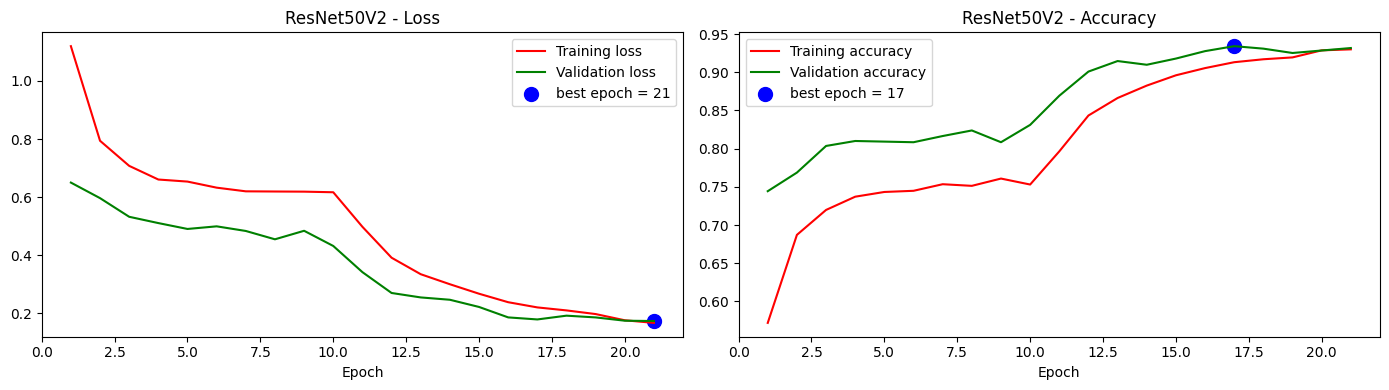 ResNet50V2 - Loss
Training loss
Validation loss
best epoch = 21
1.0
0.8
0.6
0.4
0.2
0.0 2.5 5.0 7.5 10.0 12.5 15.0 17.5 20.0
Epoch
ResNet50V2 - Accuracy
Training accuracy
Validation accuracy
best epoch = 17
0.95
0.90
0.85
0.80
0.75
0.70
0.65
0.60
0.0 2.5 5.0 7.5 10.0 12.5 15.0 17.5 20.0
Epoch